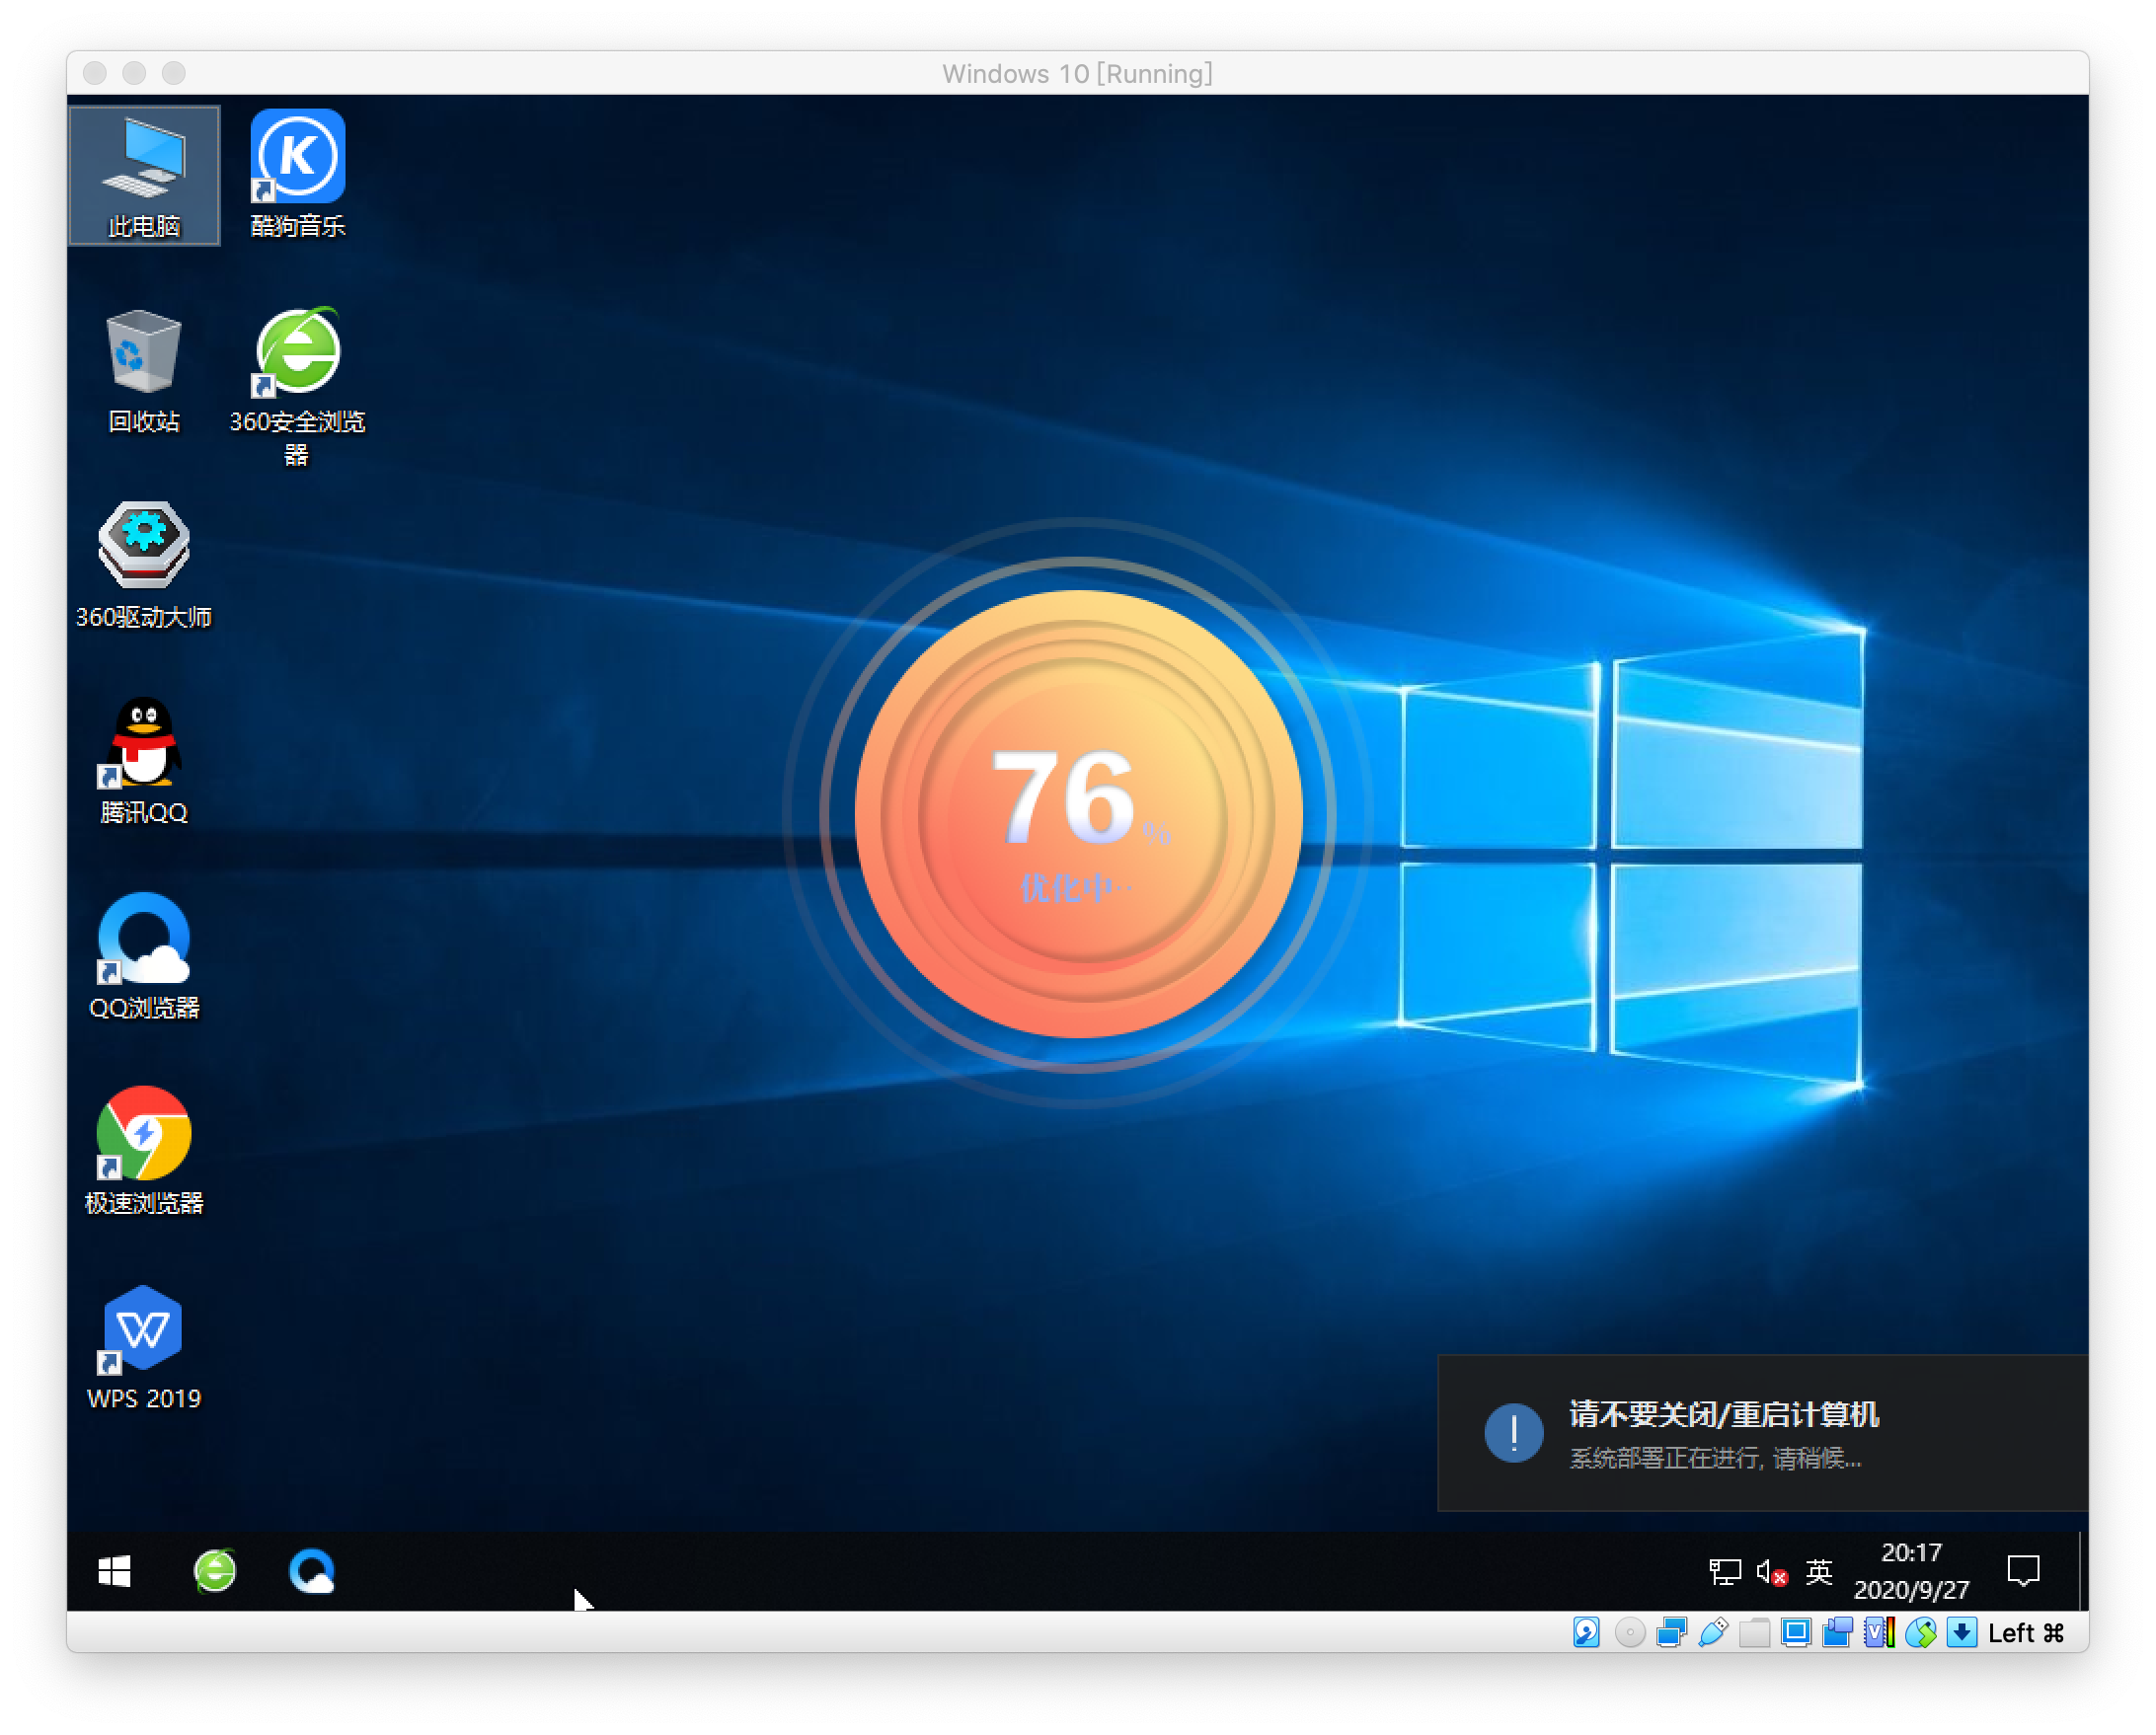 Windows 10 [Running]
此电脑
酷狗音乐
回收站
360安全浏览
器
360驱动大师
腾讯QQ
QQ浏览器
极速浏览器
WPS 2019
76%
优化中··
请不要关闭/重启计算机
系统部署正在进行, 请稍候...
英
20:17
2020/9/27
Left ⌘